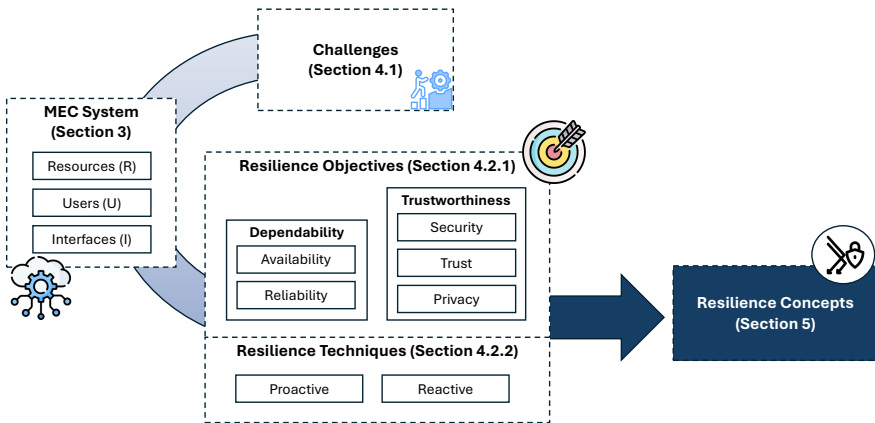 Challenges
(Section 4.1)
MEC System
(Section 3)
Resources (R)
Users (U)
Interfaces (I)
Resilience Objectives (Section 4.2.1)
Dependability
Availability
Reliability
Trustworthiness
Security
Trust
Privacy
Resilience Techniques (Section 4.2.2)
Proactive
Reactive
Resilience Concepts
(Section 5)